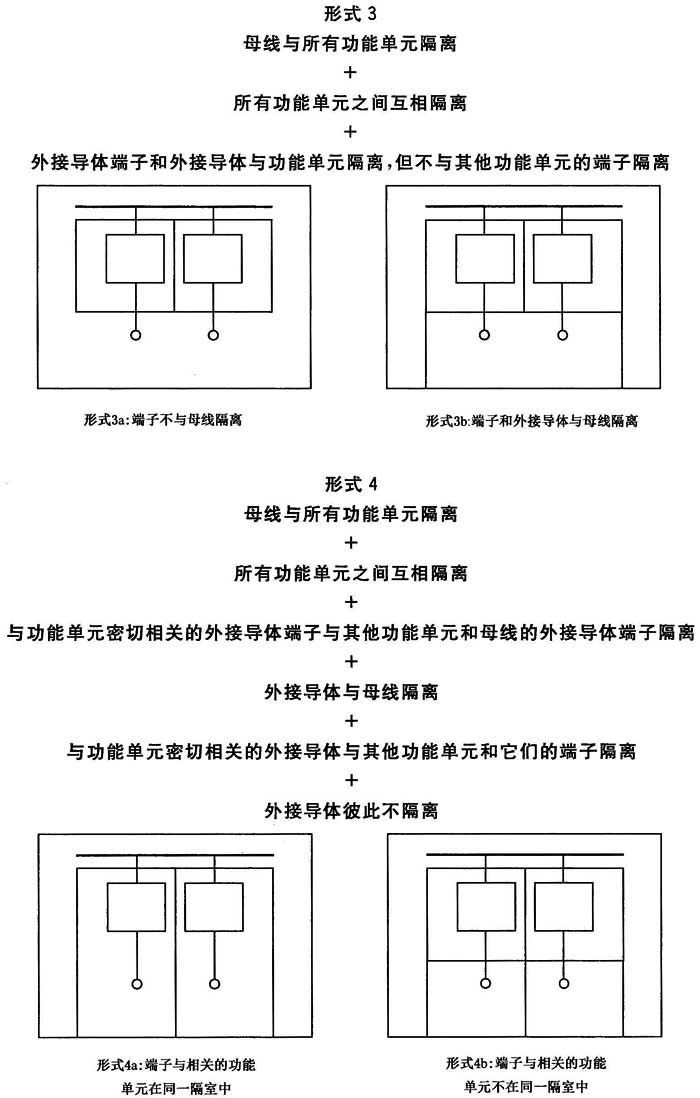 形式 3
母线与所有功能单元隔离
+
所有功能单元之间互相隔离
+
外接导体端子和外接导体与功能单元隔离,但不与其他功能单元的端子隔离
形式3a:端子不与母线隔离
形式3b:端子和外接导体与母线隔离
形式 4
母线与所有功能单元隔离
+
所有功能单元之间互相隔离
+
与功能单元密切相关的外接导体端子与其他功能单元和母线的外接导体端子隔离
+
外接导体与母线隔离
+
与功能单元密切相关的外接导体与其他功能单元和它们的端子隔离
+
外接导体彼此不隔离
形式4a:端子与相关的功能
单元在同一隔室中
形式4b:端子与相关的功能
单元不在同一隔室中